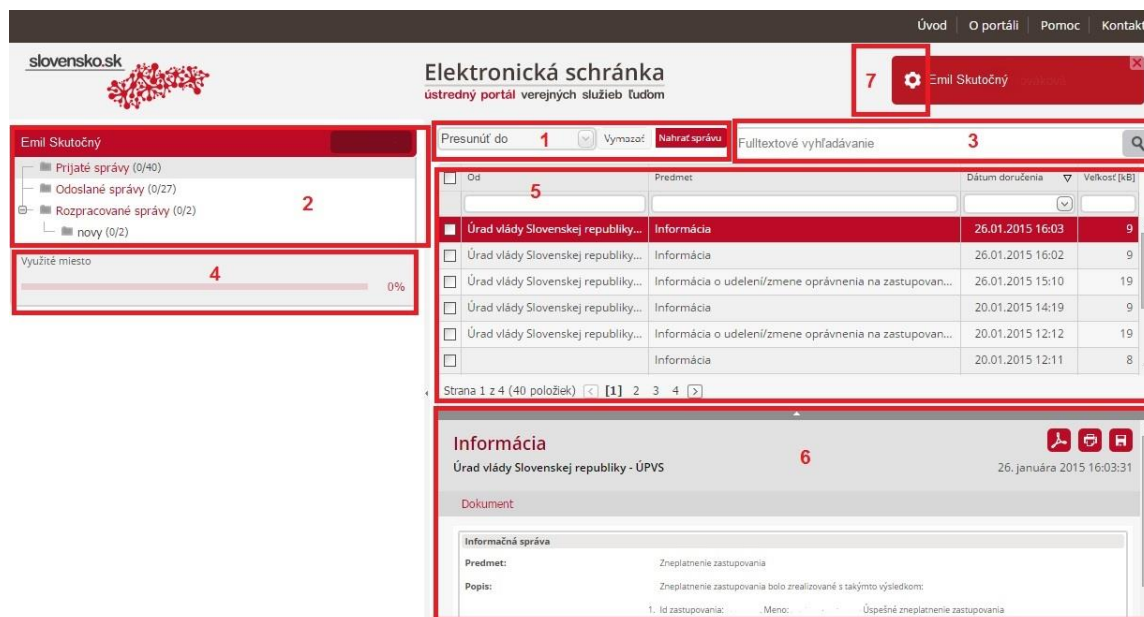 Úvod O portáli Pomoc Kontakt
slovensko.sk
Elektronická schránka
ústredný portál verejných služieb ľuďom
7
Emil Skutočný
Emil Skutočný
Prijaté správy (0/40)
Odoslané správy (0/27)
Rozpracované správy (0/2)
novy (0/2)
2
Využité miesto
4
0%
Presunúť do 1 Vymazať Nahrať správu
Fulltextové vyhľadávanie 3
Od 5 Predmet Dátum doručenia Veľkosť [kB]
Úrad vlády Slovenskej republiky... Informácia 26.01.2015 16:03 9
Úrad vlády Slovenskej republiky... Informácia 26.01.2015 16:02 9
Úrad vlády Slovenskej republiky... Informácia o udelení/zmene oprávnenia na zastupovan... 26.01.2015 15:10 19
Úrad vlády Slovenskej republiky... Informácia 20.01.2015 14:19 9
Úrad vlády Slovenskej republiky... Informácia o udelení/zmene oprávnenia na zastupovan... 20.01.2015 12:12 19
Informácia 20.01.2015 12:11 8
Strana 1 z 4 (40 položiek) [1] 2 3 4
Informácia
6
Úrad vlády Slovenskej republiky - ÚPVS 26. januára 2015 16:03:31
Dokument
Informačná správa
Predmet: Zneplatnenie zastupovania
Popis: Zneplatnenie zastupovania bolo zrealizované s takýmto výsledkom:
1. Id zastupovania: . Meno: Úspešné zneplatnenie zastupovania